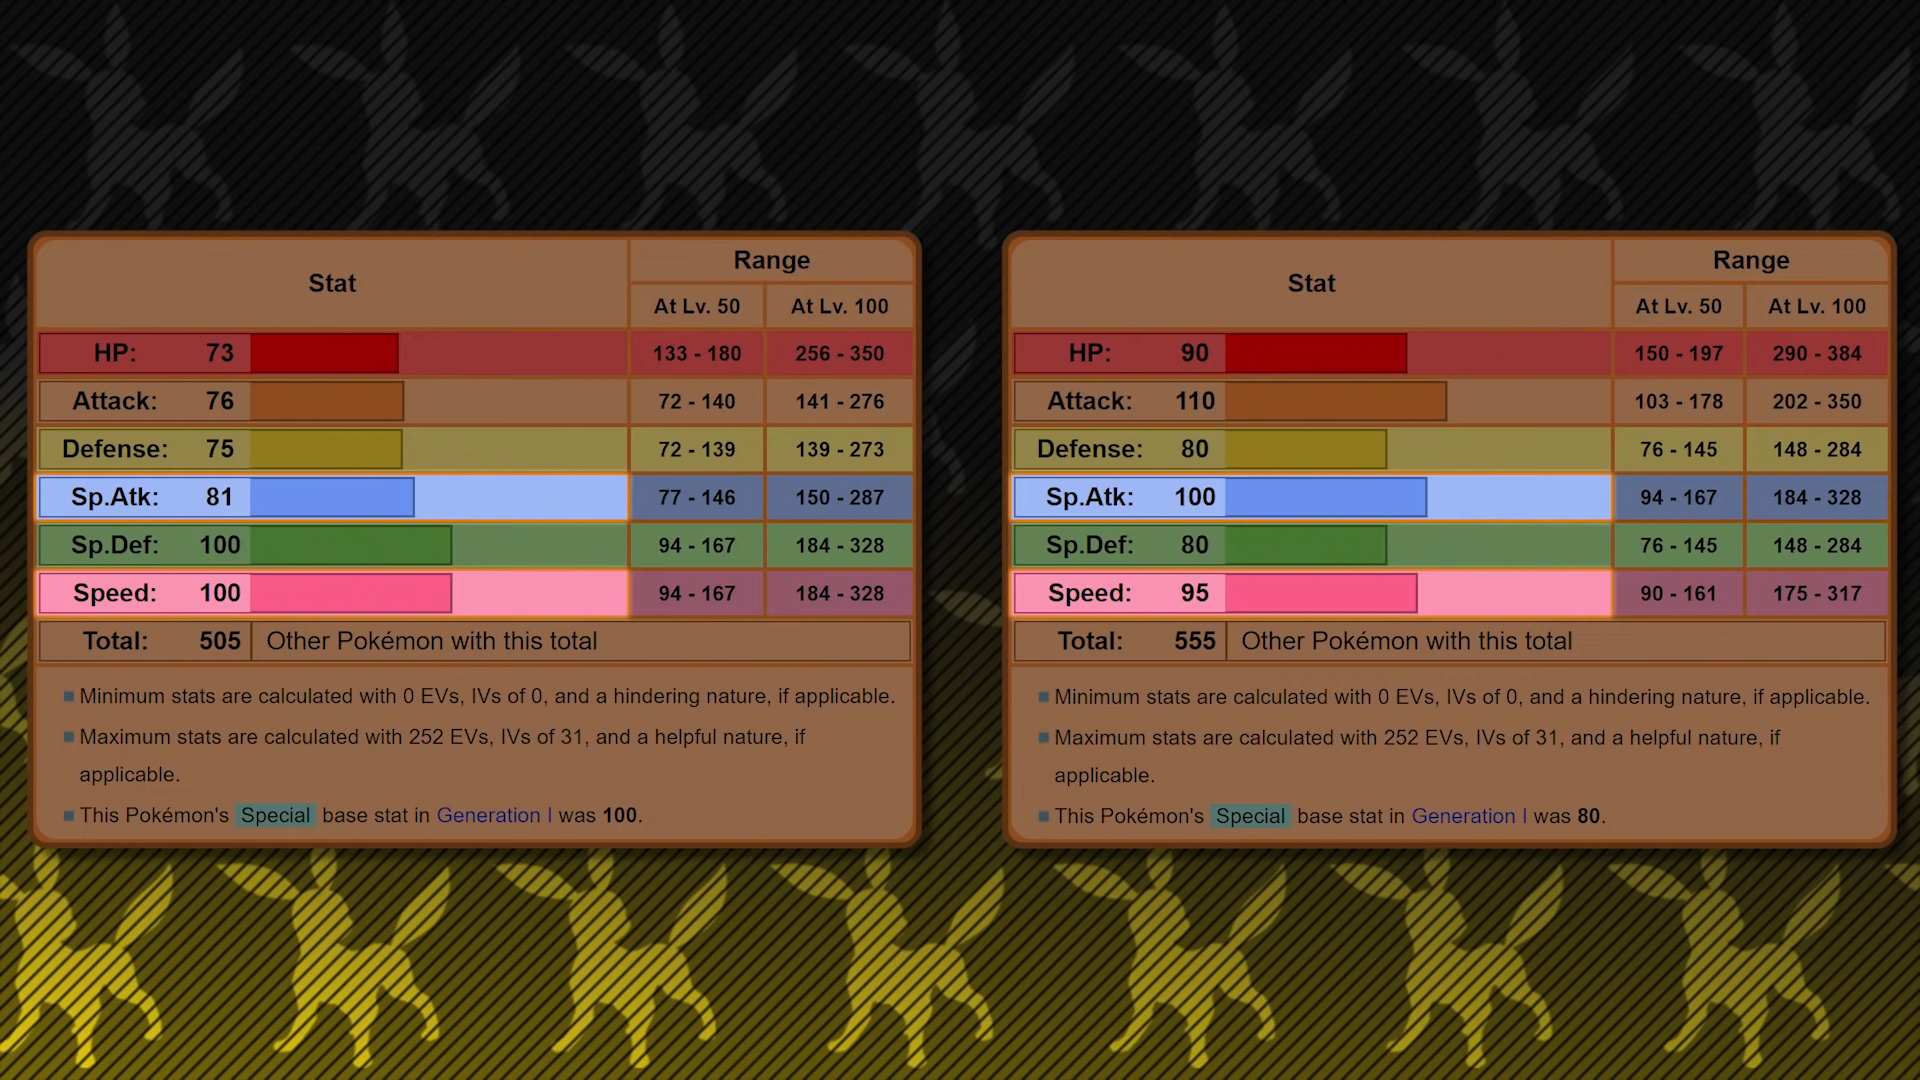 Stat Range
At Lv. 50 At Lv. 100
HP: 73 133 - 180 256 - 350
Attack: 76 72 - 140 141 - 276
Defense: 75 72 - 139 139 - 273
Sp.Atk: 81 77 - 146 150 - 287
Sp.Def: 100 94 - 167 184 - 328
Speed: 100 94 - 167 184 - 328
Total: 505 Other Pokémon with this total
Minimum stats are calculated with 0 EVs, IVs of 0, and a hindering nature, if applicable.
Maximum stats are calculated with 252 EVs, IVs of 31, and a helpful nature, if
applicable.
This Pokémon's Special base stat in Generation I was 100.
Stat Range
At Lv. 50 At Lv. 100
HP: 90 150 - 197 290 - 384
Attack: 110 103 - 178 202 - 350
Defense: 80 76 - 145 148 - 284
Sp.Atk: 100 94 - 167 184 - 328
Sp.Def: 80 76 - 145 148 - 284
Speed: 95 90 - 161 175 - 317
Total: 555 Other Pokémon with this total
Minimum stats are calculated with 0 EVs, IVs of 0, and a hindering nature, if applicable.
Maximum stats are calculated with 252 EVs, IVs of 31, and a helpful nature, if
applicable.
This Pokémon's Special base stat in Generation I was 80.